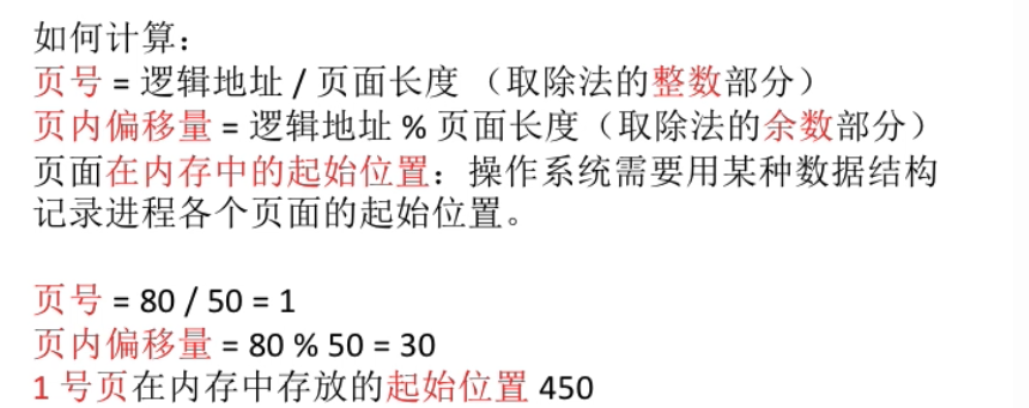 如何计算：
页号 = 逻辑地址 / 页面长度 （取除法的整数部分）
页内偏移量 = 逻辑地址 % 页面长度（取除法的余数部分）
页面在内存中的起始位置：操作系统需要用某种数据结构
记录进程各个页面的起始位置。
页号 = 80 / 50 = 1
页内偏移量 = 80 % 50 = 30
1 号页在内存中存放的起始位置 450